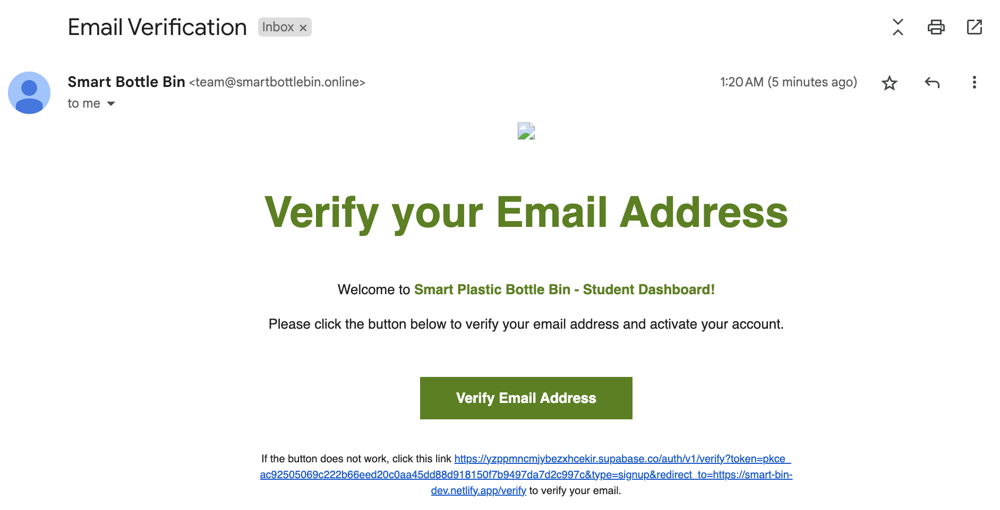 Email Verification Inbox ×
Smart Bottle Bin <team@smartbottlebin.online> 1:20 AM (5 minutes ago)
to me
Verify your Email Address
Welcome to Smart Plastic Bottle Bin - Student Dashboard!
Please click the button below to verify your email address and activate your account.
Verify Email Address
If the button does not work, click this link https://yzppmncmjybezxhcekir.supabase.co/auth/v1/verify?token=pkce_
ac92505069c222b66eed20c0aa45dd88d918150f7b9497da7d2c997c&type=signup&redirect_to=https://smart-bin-
dev.netlify.app/verify to verify your email.